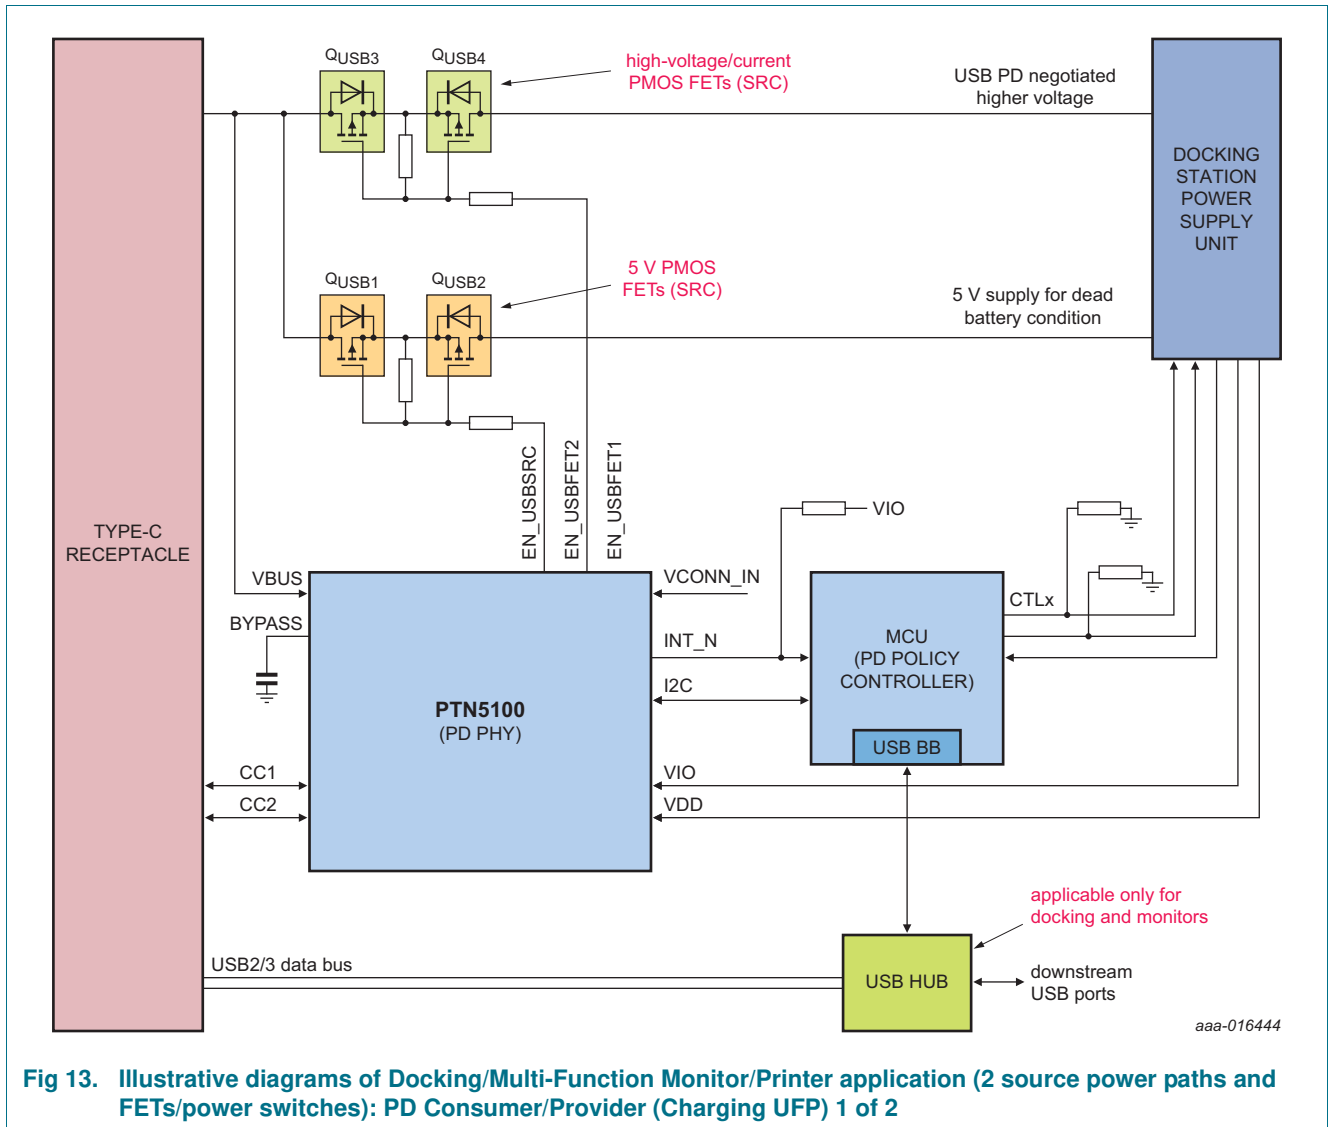 QUSB3
QUSB4
high-voltage/current
PMOS FETs (SRC)
USB PD negotiated
higher voltage
DOCKING
STATION
POWER
SUPPLY
UNIT
QUSB1
QUSB2
5 V PMOS
FETs (SRC)
5 V supply for dead
battery condition
EN_USBSRC
EN_USBFET2
EN_USBFET1
TYPE-C
RECEPTACLE
VIO
VBUS
BYPASS
VCONN_IN
INT_N
I2C
PTN5100
(PD PHY)
CTLx
MCU
(PD POLICY
CONTROLLER)
USB BB
CC1
CC2
VIO
VDD
applicable only for
docking and monitors
USB2/3 data bus
USB HUB
downstream
USB ports
aaa-016444
Fig 13. Illustrative diagrams of Docking/Multi-Function Monitor/Printer application (2 source power paths and
FETs/power switches): PD Consumer/Provider (Charging UFP) 1 of 2